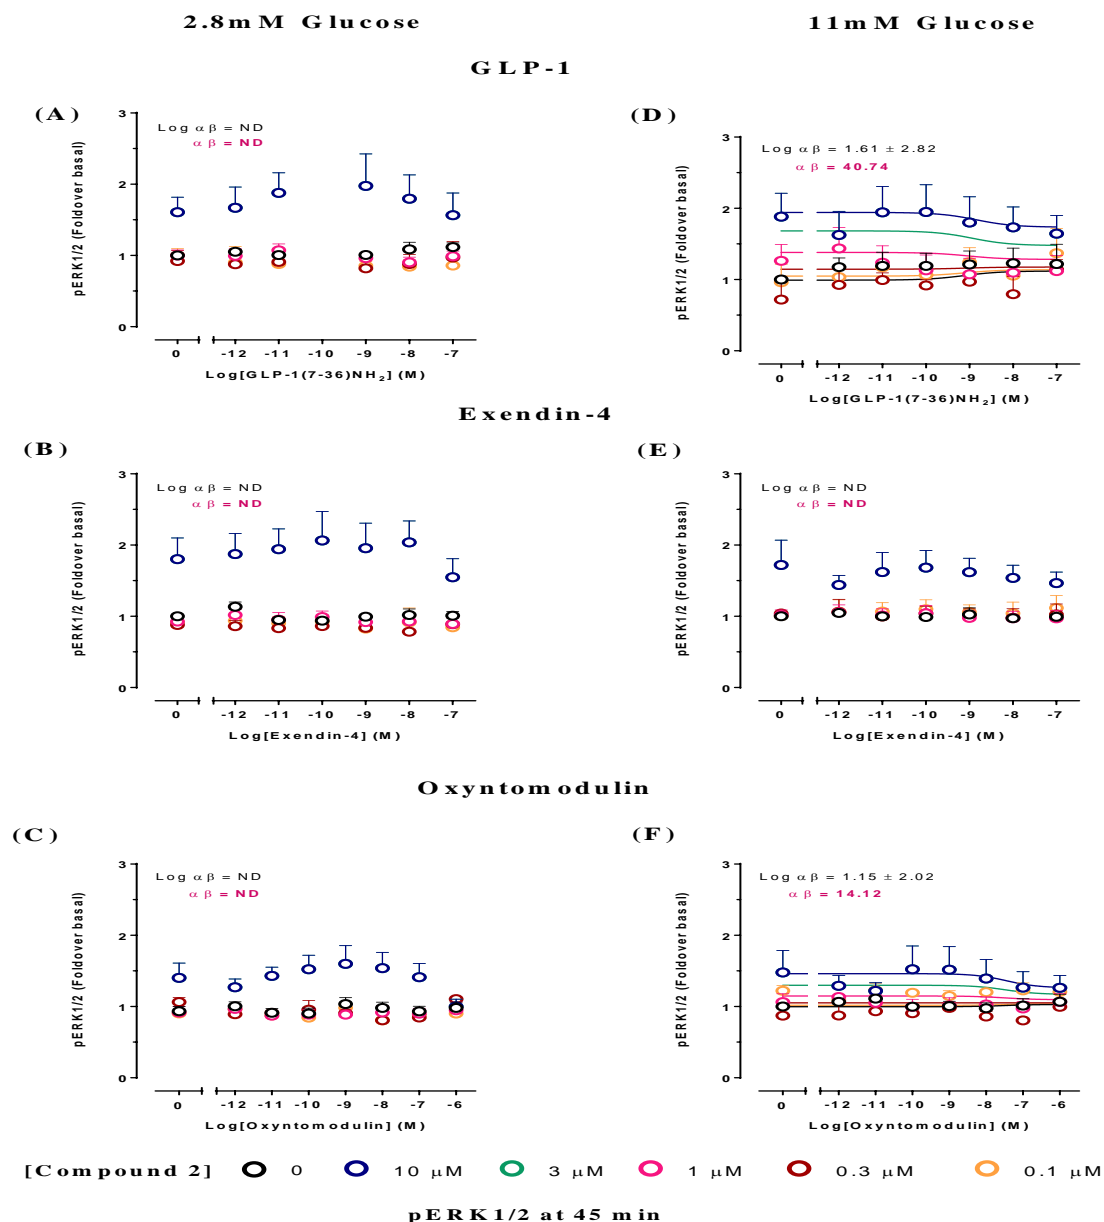 2.8mM Glucose
11mM Glucose
GLP-1
(A)
Log αβ = ND
αβ = ND
pERK1/2 (Foldover basal)
3
2
1
0
0 -12 -11 -10 -9 -8 -7
Log[GLP-1(7-36)NH₂] (M)
(D)
Log αβ = 1.61 ± 2.82
αβ = 40.74
pERK1/2 (Foldover basal)
3
2
1
0
0 -12 -11 -10 -9 -8 -7
Log[GLP-1(7-36)NH₂] (M)
Exendin-4
(B)
Log αβ = ND
αβ = ND
pERK1/2 (Foldover basal)
3
2
1
0
0 -12 -11 -10 -9 -8 -7
Log[Exendin-4] (M)
(E)
Log αβ = ND
αβ = ND
pERK1/2 (Foldover basal)
3
2
1
0
0 -12 -11 -10 -9 -8 -7
Log[Exendin-4] (M)
Oxyntomodulin
(C)
Log αβ = ND
αβ = ND
pERK1/2 (Foldover basal)
3
2
1
0
0 -12 -11 -10 -9 -8 -7 -6
Log[Oxyntomodulin] (M)
(F)
Log αβ = 1.15 ± 2.02
αβ = 14.12
pERK1/2 (Foldover basal)
3
2
1
0
0 -12 -11 -10 -9 -8 -7 -6
Log[Oxyntomodulin] (M)
[Compound 2] 0 10 µM 3 µM 1 µM 0.3 µM 0.1 µM
pERK1/2 at 45 min